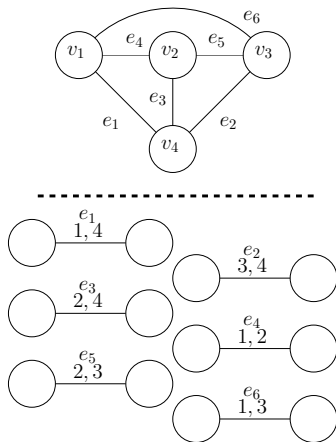 e₆
v₁ e₄ v₂ e₅ v₃
e₃
e₁ e₂
v₄
e₁
1, 4
e₂
3, 4
e₃
2, 4
e₄
1, 2
e₅
2, 3
e₆
1, 3